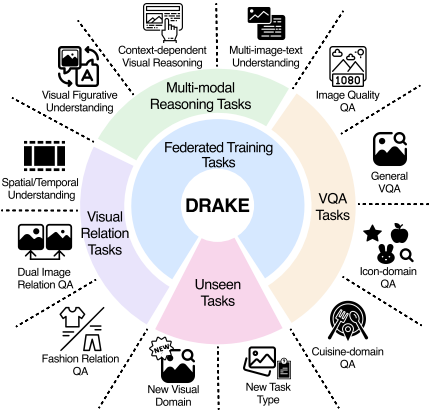 Context-dependent
Visual Reasoning
Multi-image-text
Understanding
Visual Figurative
Understanding
A
1080
Image Quality
QA
Multi-modal
Reasoning Tasks
Federated Training
Tasks
General
VQA
Spatial/Temporal
Understanding
DRAKE
VQA
Tasks
Visual
Relation
Tasks
Dual Image
Relation QA
Icon-domain
QA
Unseen
Tasks
Fashion Relation
QA
NEW
New Visual
Domain
New Task
Type
Cuisine-domain
QA